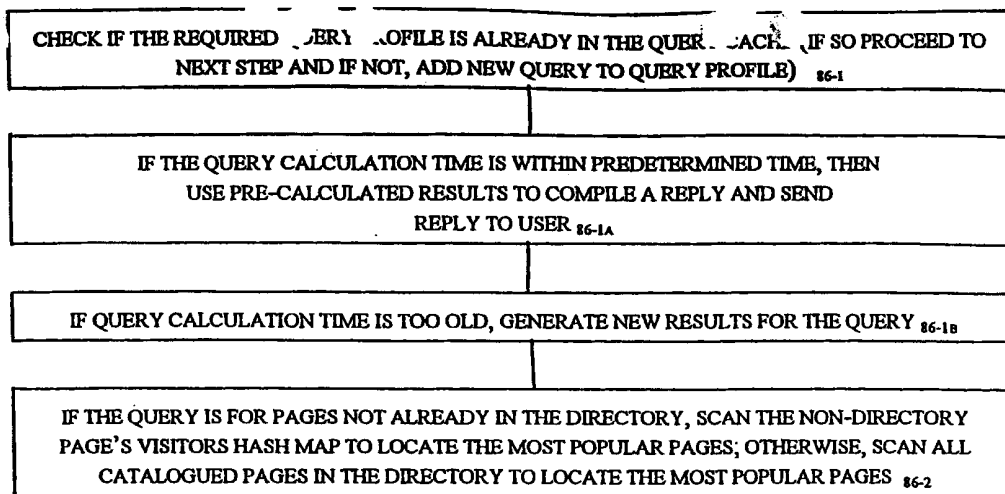 CHECK IF THE REQUIRED PROFILE IS ALREADY IN THE (IF SO PROCEED TO
NEXT STEP AND IF NOT, ADD NEW QUERY TO QUERY PROFILE) 86-1
IF THE QUERY CALCULATION TIME IS WITHIN PREDETERMINED TIME, THEN
USE PRE-CALCULATED RESULTS TO COMPILE A REPLY AND SEND
REPLY TO USER 86-1A
IF QUERY CALCULATION TIME IS TOO OLD, GENERATE NEW RESULTS FOR THE QUERY 86-1B
IF THE QUERY IS FOR PAGES NOT ALREADY IN THE DIRECTORY, SCAN THE NON-DIRECTORY
PAGE'S VISITORS HASH MAP TO LOCATE THE MOST POPULAR PAGES; OTHERWISE, SCAN ALL
CATALOGUED PAGES IN THE DIRECTORY TO LOCATE THE MOST POPULAR PAGES 86-2